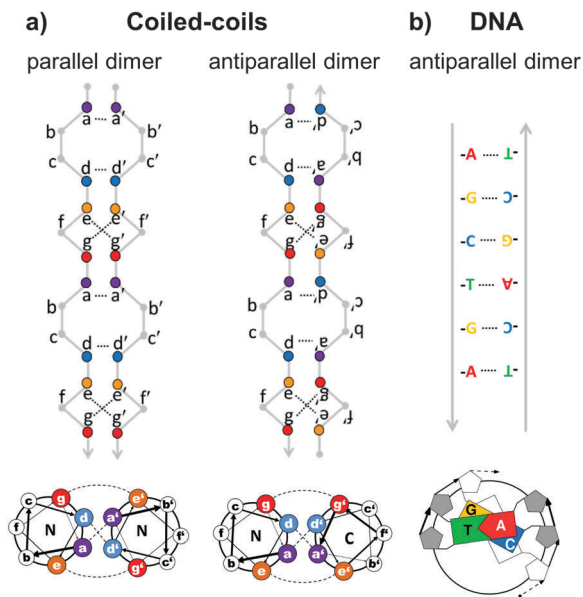 a) Coiled-coils b) DNA
parallel dimer antiparallel dimer antiparallel dimer
a a′ a d′
b b′ b c′
c c′ c b′
d d′ d a′
e e′ e g′
f f′ f f′
g g′ g e′
a a′ a d′
b b′ b c′
c c′ c b′
d d′ d a′
e e′ e g′
f f′ f f′
g g′ g e′
-A ..... T-
-G ..... C-
-C ..... G-
-T ..... A-
-G ..... C-
-A ..... T-
c g d a‘ e‘ b‘
f N N f‘
b a e d‘ g‘ c‘
c g d d‘ g‘ c‘
f N C f‘
b a e a‘ e‘ b‘
G
T A
C